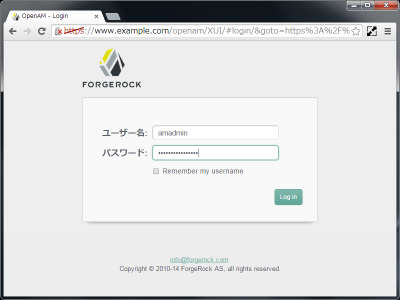 OpenAM - Login
https://www.example.com/openam/XUI/#login/&goto=https%3A%2F%
FORGEROCK
ユーザー名: amadmin
パスワード: ••••••••••••••••
Remember my username
Log in
info@forgerock.com
Copyright © 2010-14 ForgeRock AS, all rights reserved.